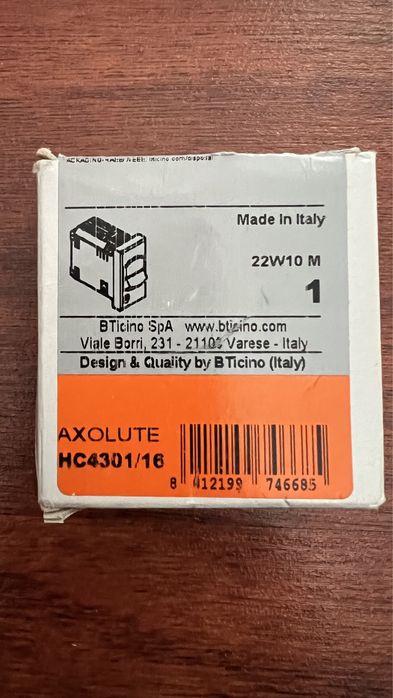 Made in Italy
22W10 M
1
BTicino SpA www.bticino.com
Viale Borri, 231 - 21100 Varese - Italy
Design & Quality by BTicino (Italy)
AXOLUTE
HC4301/16
8 412199 746685